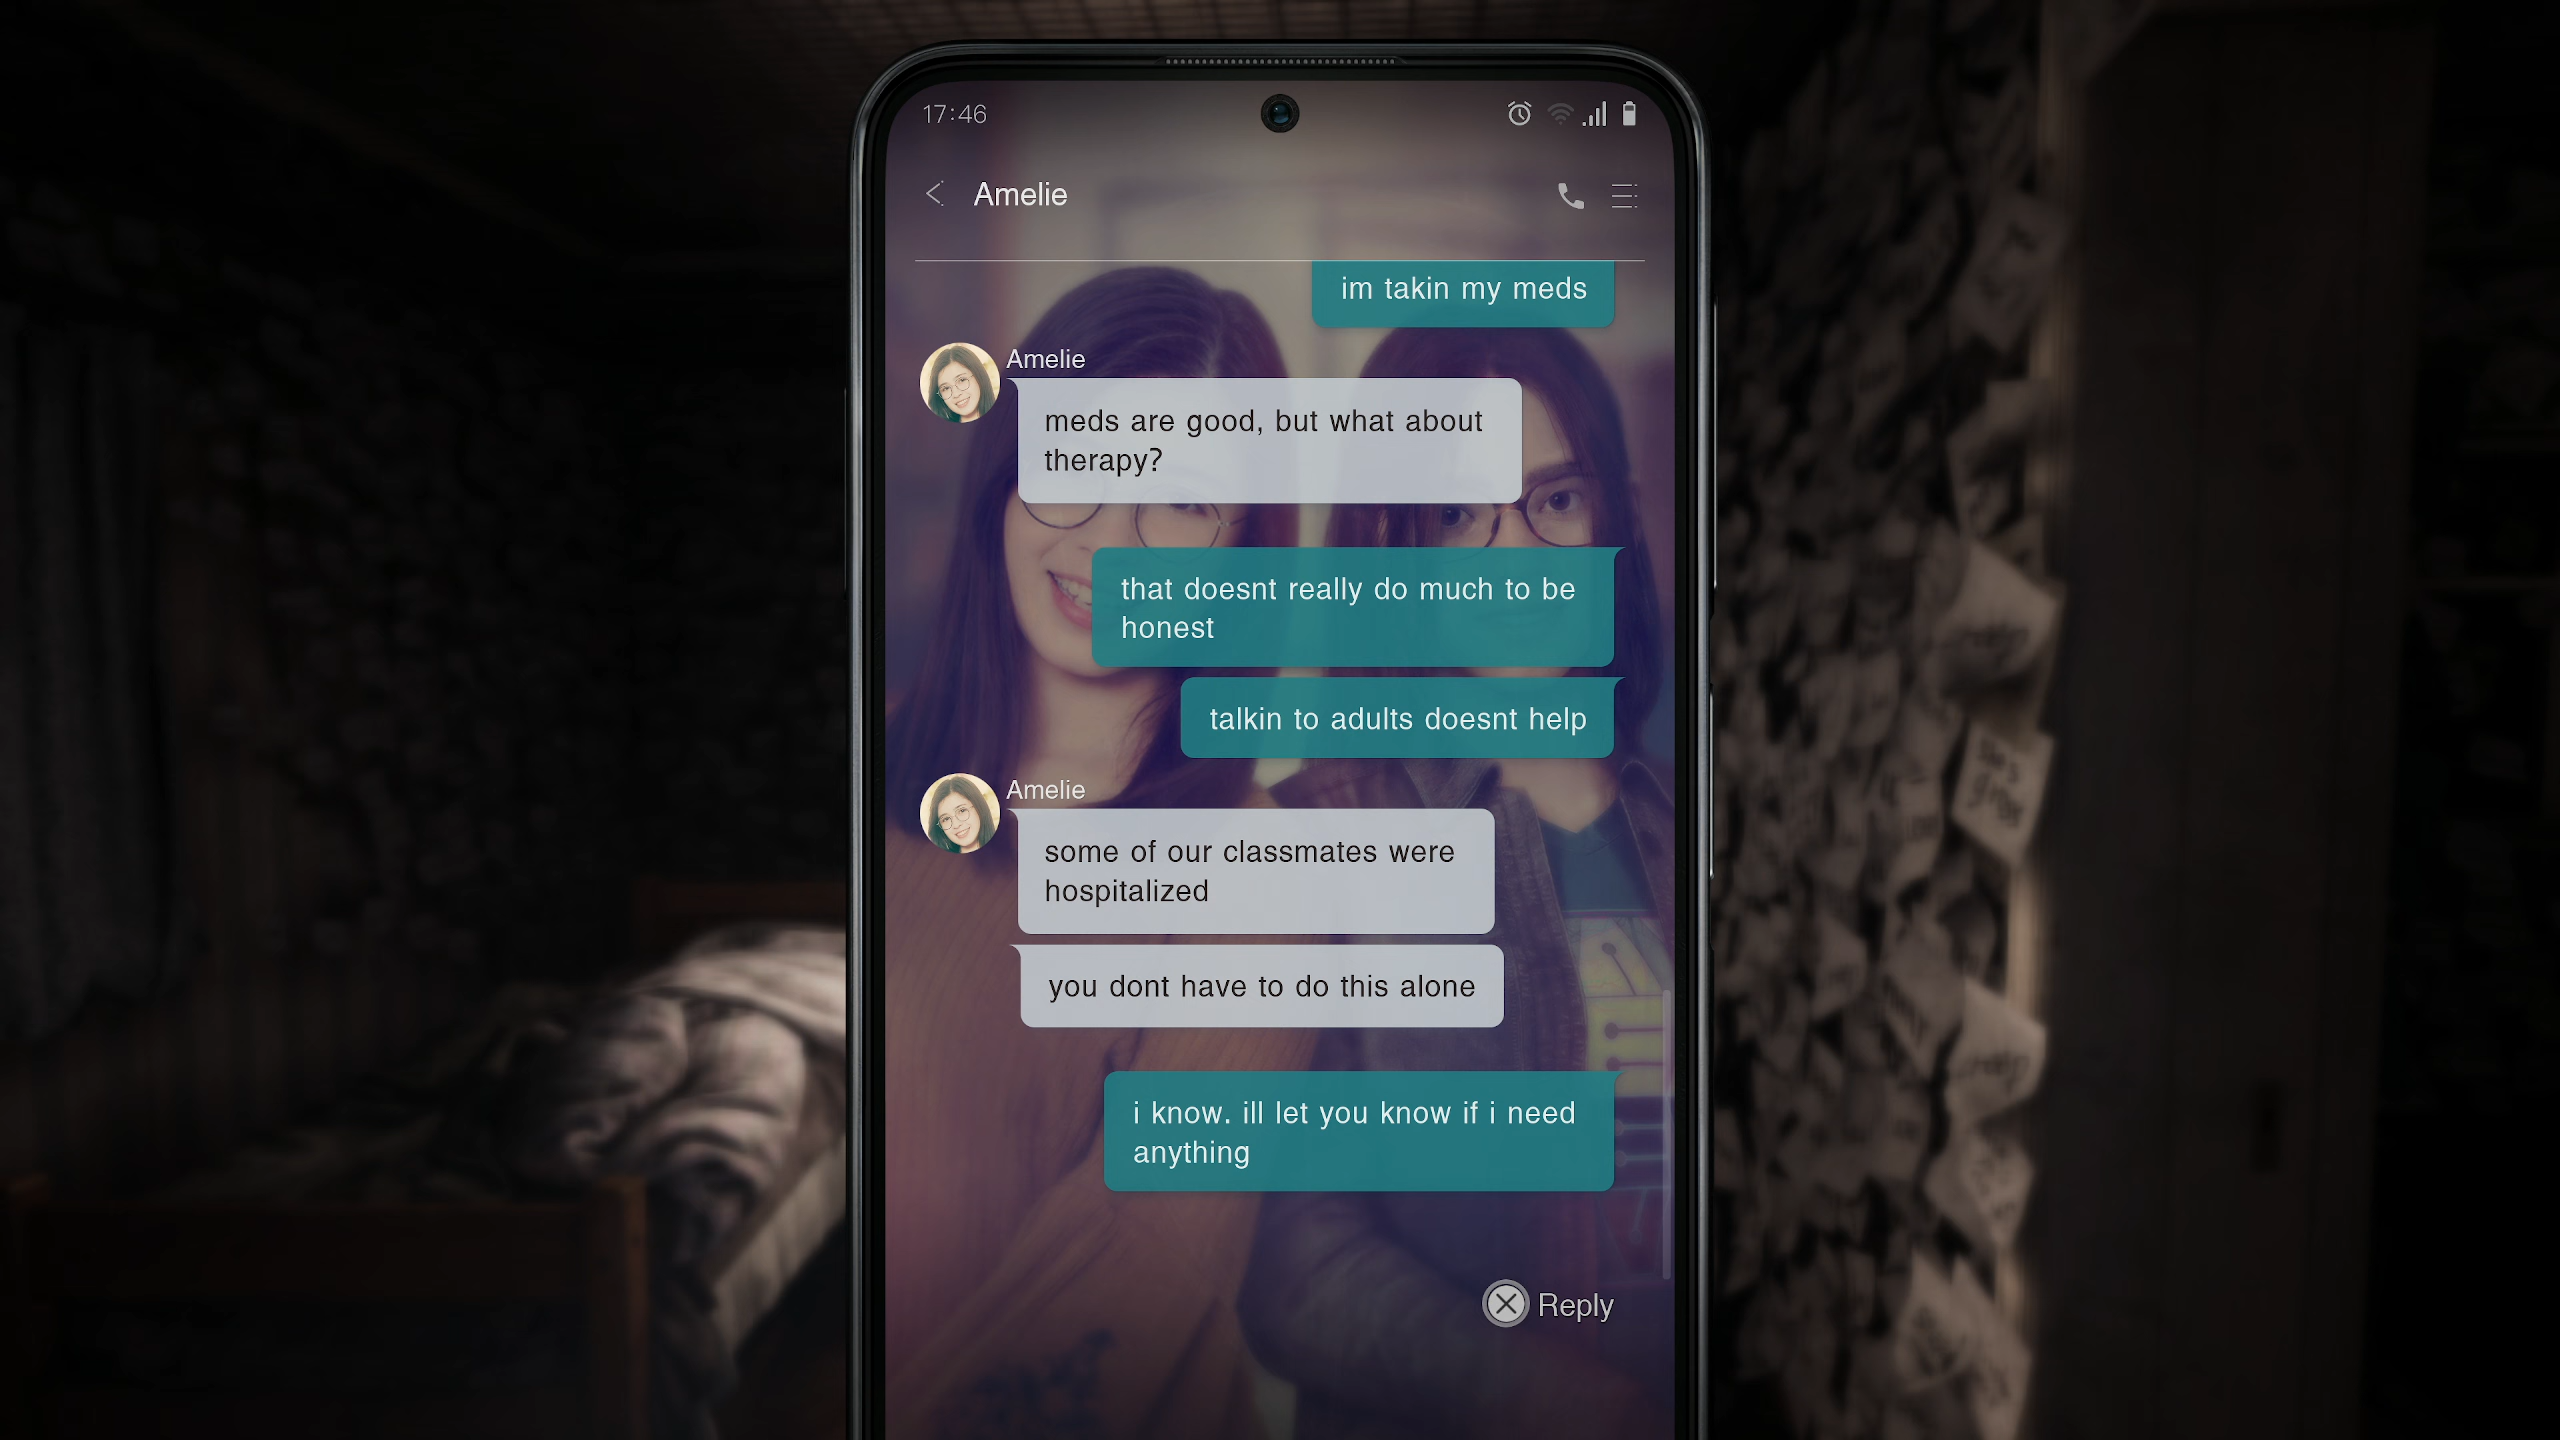 17:46
Amelie
im takin my meds
Amelie
meds are good, but what about
therapy?
that doesnt really do much to be
honest
talkin to adults doesnt help
Amelie
some of our classmates were
hospitalized
you dont have to do this alone
i know. ill let you know if i need
anything
Reply